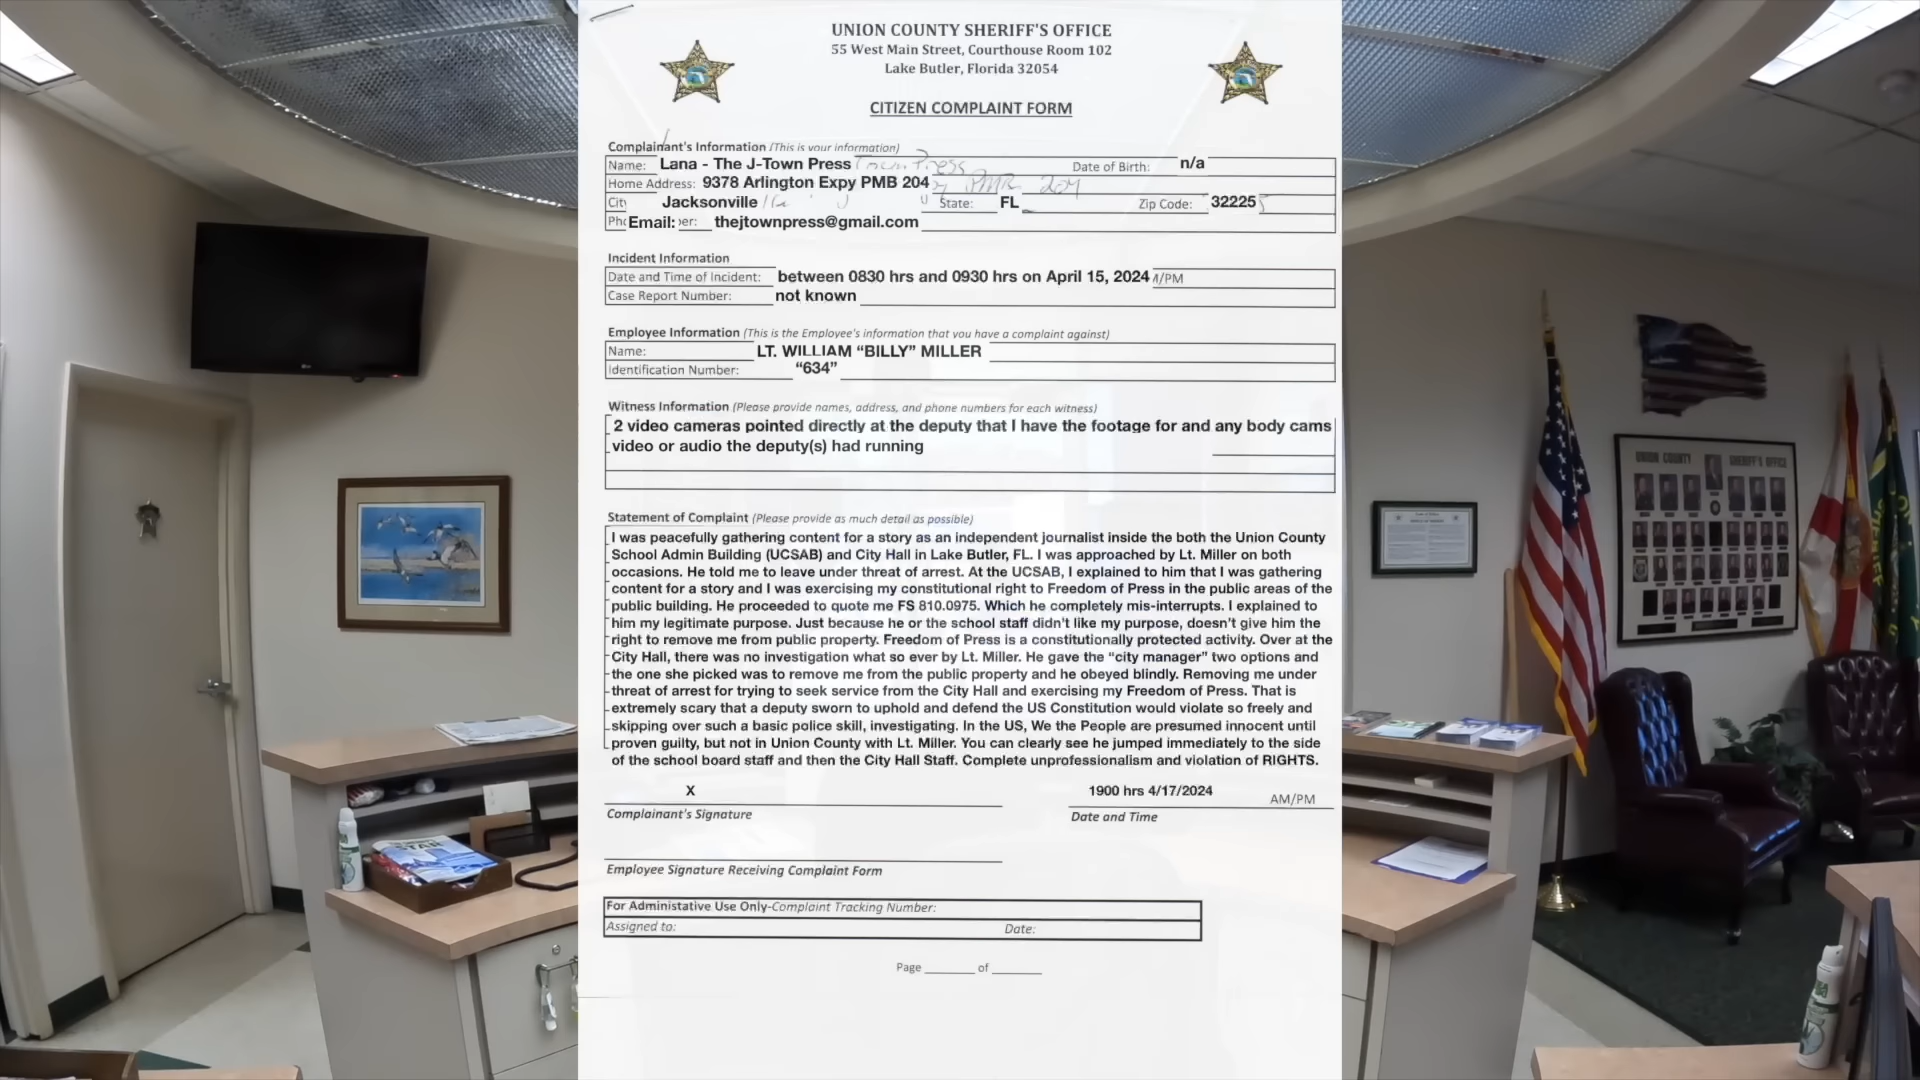 UNION COUNTY SHERIFF'S OFFICE
55 West Main Street, Courthouse Room 102
Lake Butler, Florida 32054
CITIZEN COMPLAINT FORM
Complainant's Information (This is your information)
Name: Lana - The J-Town Press Town Press Date of Birth: n/a
Home Address: 9378 Arlington Expy PMB 204 PMB 204
City Jacksonville State: FL Zip Code: 32225
Email: thejtownpress@gmail.com
Incident Information
Date and Time of Incident: between 0830 hrs and 0930 hrs on April 15, 2024 /PM
Case Report Number: not known
Employee Information (This is the Employee's information that you have a complaint against)
Name: LT. WILLIAM “BILLY” MILLER
Identification Number: “634”
Witness Information (Please provide names, address, and phone numbers for each witness)
2 video cameras pointed directly at the deputy that I have the footage for and any body cams
video or audio the deputy(s) had running
Statement of Complaint (Please provide as much detail as possible)
I was peacefully gathering content for a story as an independent journalist inside the both the Union County
School Admin Building (UCSAB) and City Hall in Lake Butler, FL. I was approached by Lt. Miller on both
occasions. He told me to leave under threat of arrest. At the UCSAB, I explained to him that I was gathering
content for a story and I was exercising my constitutional right to Freedom of Press in the public areas of the
public building. He proceeded to quote me FS 810.0975. Which he completely mis-interrupts. I explained to
him my legitimate purpose. Just because he or the school staff didn't like my purpose, doesn't give him the
right to remove me from public property. Freedom of Press is a constitutionally protected activity. Over at the
City Hall, there was no investigation what so ever by Lt. Miller. He gave the “city manager” two options and
the one she picked was to remove me from the public property and he obeyed blindly. Removing me under
threat of arrest for trying to seek service from the City Hall and exercising my Freedom of Press. That is
extremely scary that a deputy sworn to uphold and defend the US Constitution would violate so freely and
skipping over such a basic police skill, investigating. In the US, We the People are presumed innocent until
proven guilty, but not in Union County with Lt. Miller. You can clearly see he jumped immediately to the side
of the school board staff and then the City Hall Staff. Complete unprofessionalism and violation of RIGHTS.
X 1900 hrs 4/17/2024 AM/PM
Complainant's Signature Date and Time
Employee Signature Receiving Complaint Form
For Administative Use Only-Complaint Tracking Number:
Assigned to: Date:
Page of
UNION COUNTY SHERIFF'S OFFICE